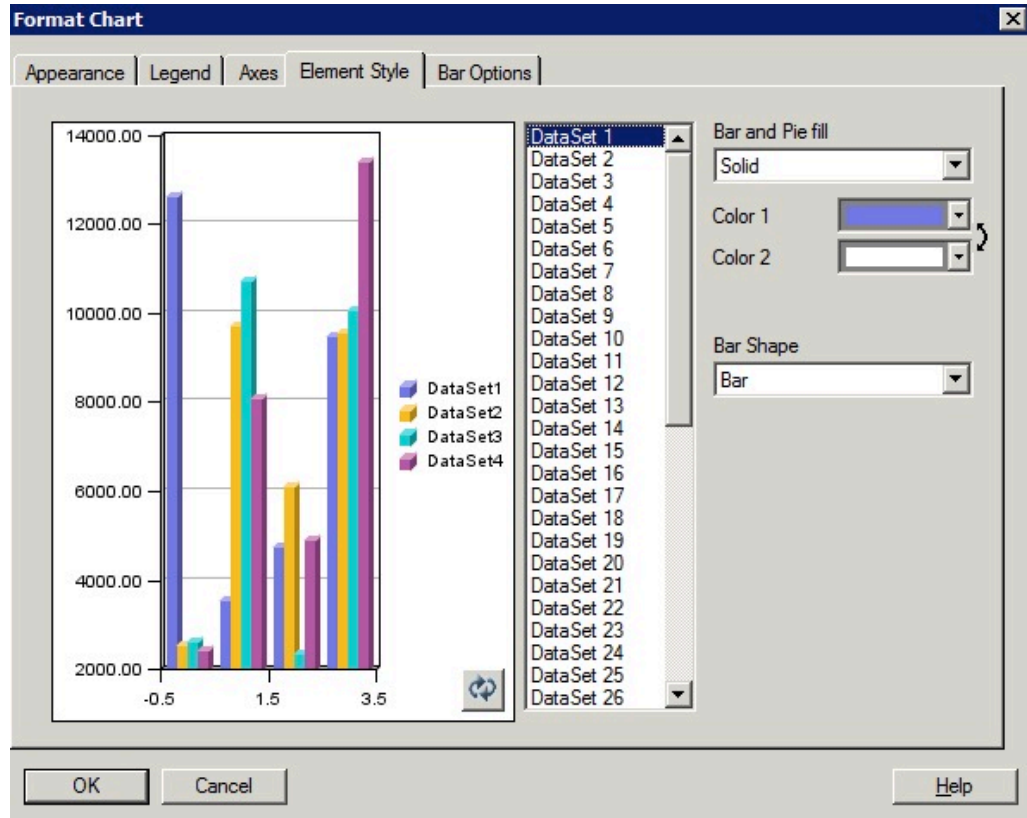 Format Chart
Appearance Legend Axes Element Style Bar Options
14000.00
12000.00
10000.00
8000.00
6000.00
4000.00
2000.00
-0.5 1.5 3.5
DataSet1
DataSet2
DataSet3
DataSet4
DataSet 1
DataSet 2
DataSet 3
DataSet 4
DataSet 5
DataSet 6
DataSet 7
DataSet 8
DataSet 9
DataSet 10
DataSet 11
DataSet 12
DataSet 13
DataSet 14
DataSet 15
DataSet 16
DataSet 17
DataSet 18
DataSet 19
DataSet 20
DataSet 21
DataSet 22
DataSet 23
DataSet 24
DataSet 25
DataSet 26
Bar and Pie fill
Solid
Color 1
Color 2
Bar Shape
Bar
OK Cancel Help